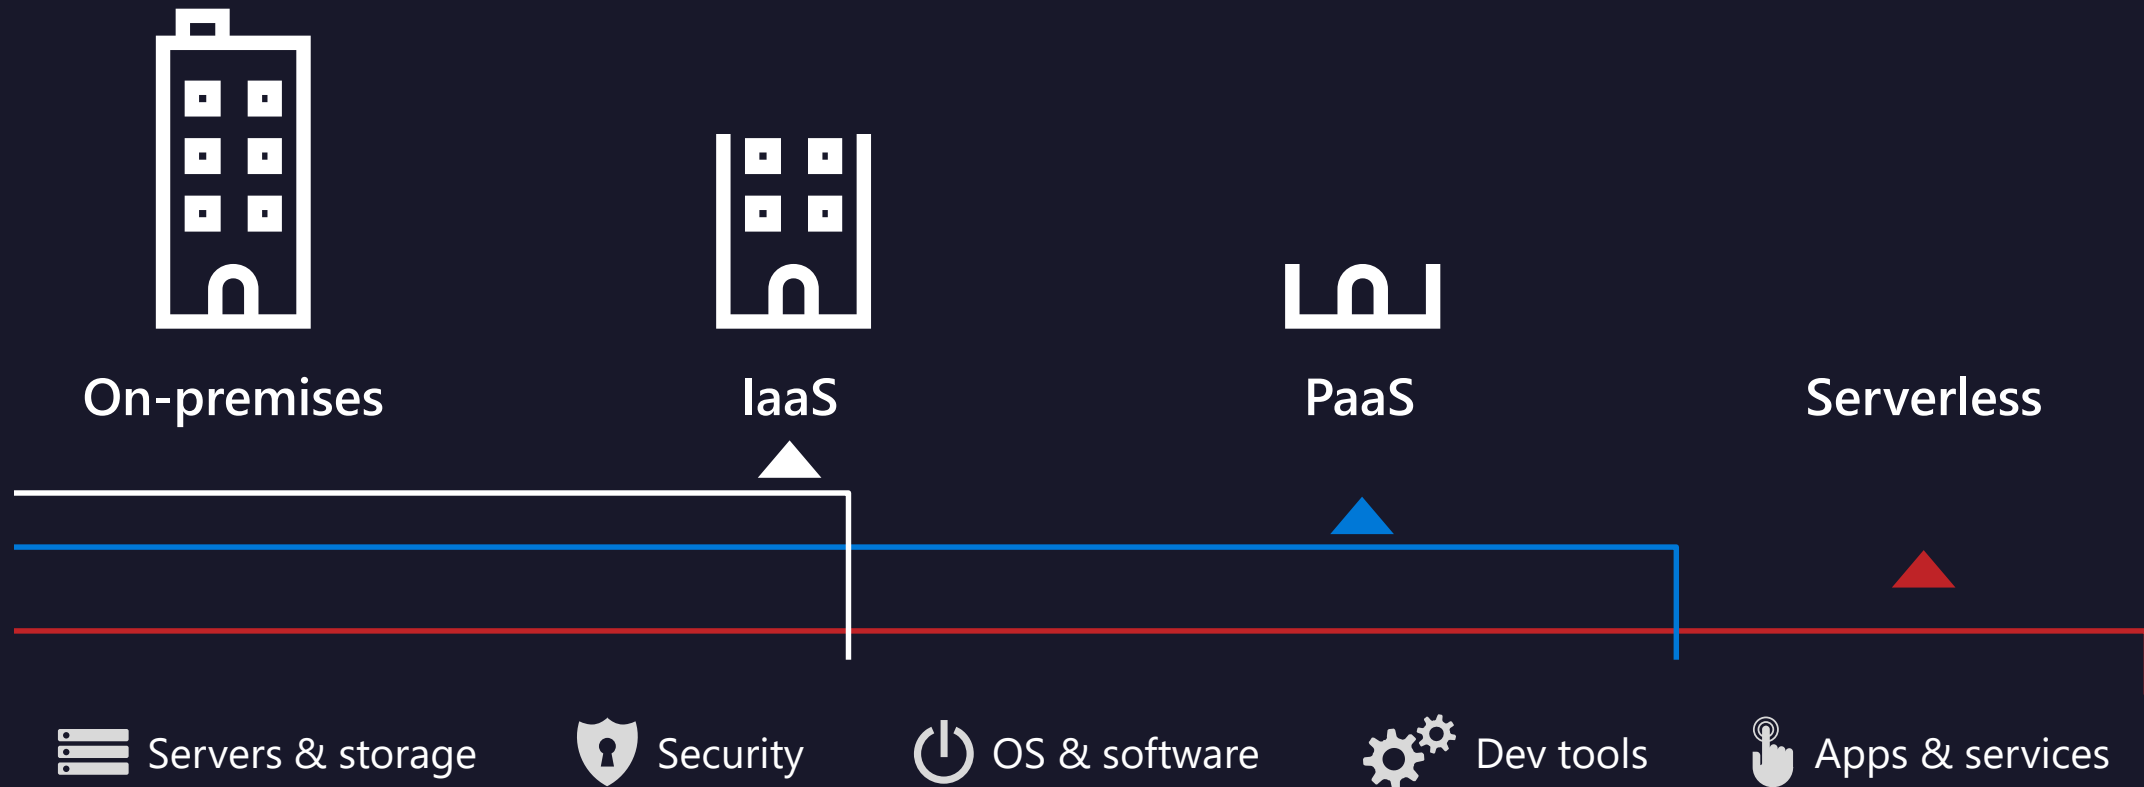 On-premises
IaaS
PaaS
Serverless
Servers & storage
Security
OS & software
Dev tools
Apps & services